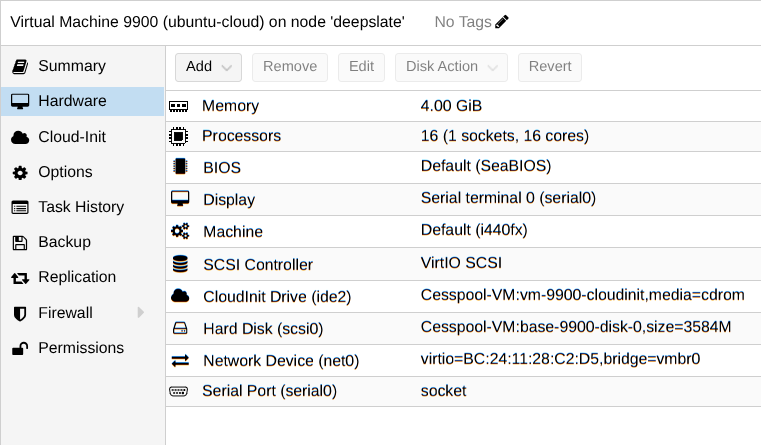 Virtual Machine 9900 (ubuntu-cloud) on node 'deepslate' No Tags
Summary
Hardware
Cloud-Init
Options
Task History
Backup
Replication
Firewall
Permissions
Add Remove Edit Disk Action Revert
Memory 4.00 GiB
Processors 16 (1 sockets, 16 cores)
BIOS Default (SeaBIOS)
Display Serial terminal 0 (serial0)
Machine Default (i440fx)
SCSI Controller VirtIO SCSI
CloudInit Drive (ide2) Cesspool-VM:vm-9900-cloudinit,media=cdrom
Hard Disk (scsi0) Cesspool-VM:base-9900-disk-0,size=3584M
Network Device (net0) virtio=BC:24:11:28:C2:D5,bridge=vmbr0
Serial Port (serial0) socket